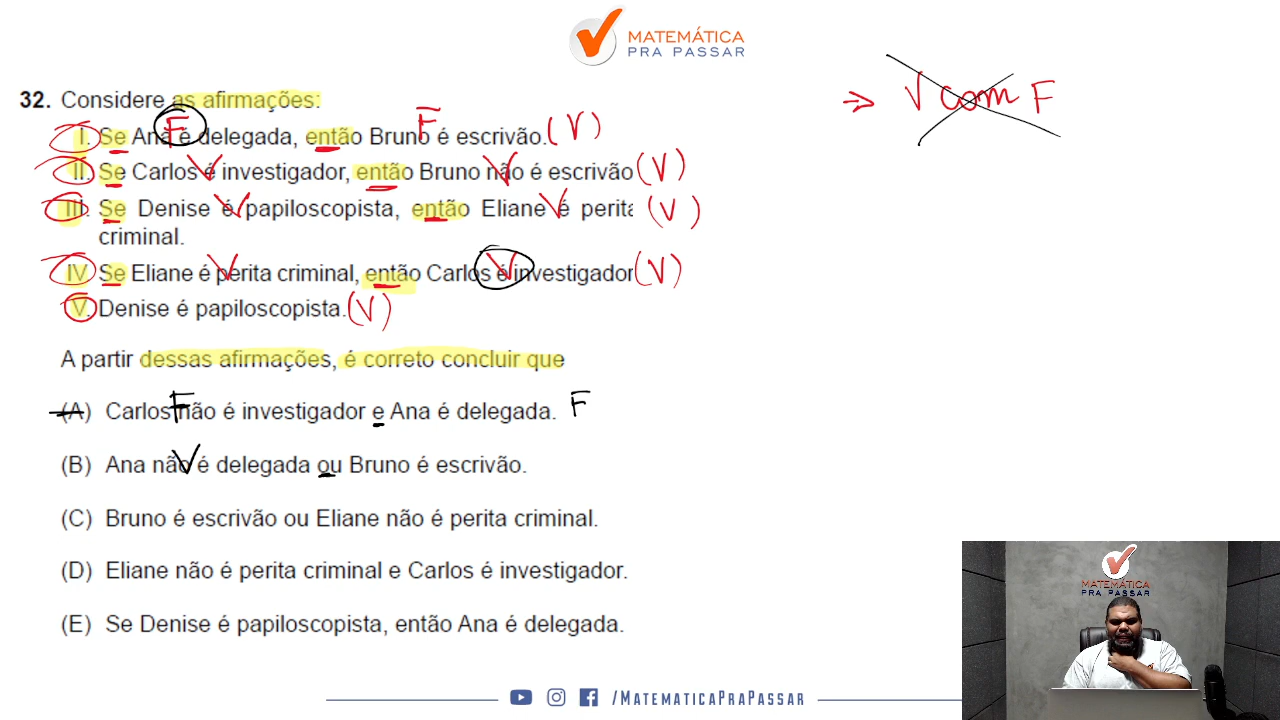 MATEMÁTICA
PRA PASSAR
⇒ V com F
32. Considere as afirmações:
F F
I. Se Ana é delegada, então Bruno é escrivão. (V)
V V
II. Se Carlos é investigador, então Bruno não é escrivão (V)
V V
III. Se Denise é papiloscopista, então Eliane é perita (V)
criminal.
V V
IV. Se Eliane é perita criminal, então Carlos é investigador (V)
V. Denise é papiloscopista. (V)
A partir dessas afirmações, é correto concluir que
F F
(A) Carlos não é investigador e Ana é delegada.
V
(B) Ana não é delegada ou Bruno é escrivão.
(C) Bruno é escrivão ou Eliane não é perita criminal.
(D) Eliane não é perita criminal e Carlos é investigador.
(E) Se Denise é papiloscopista, então Ana é delegada.
MATEMÁTICA
PRA PASSAR
/MATEMATICAPRAPASSAR